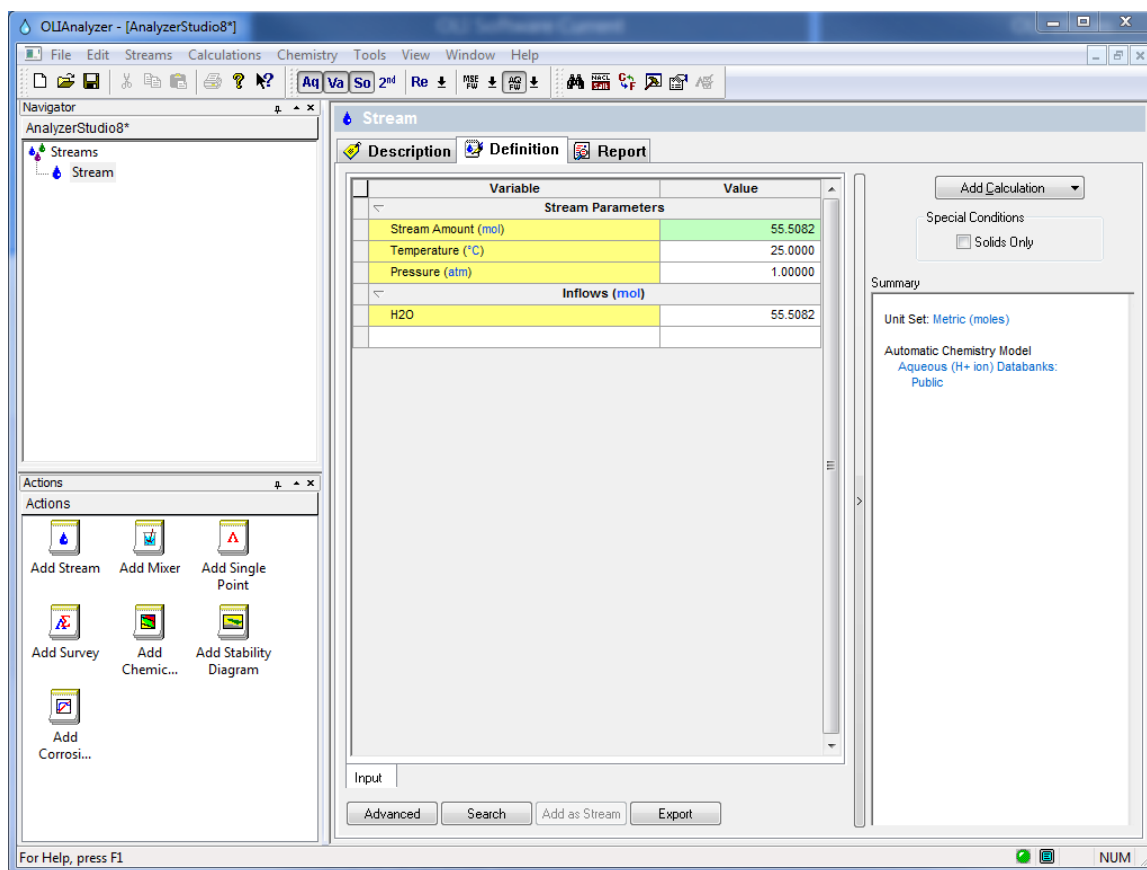 OLIAnalyzer - [AnalyzerStudio8*]
File Edit Streams Calculations Chemistry Tools View Window Help
Aq Va So 2nd Re MSE FW AQ FW
Navigator
AnalyzerStudio8*
Streams
Stream
Stream
Description Definition Report
Variable Value
Stream Parameters
Stream Amount (mol) 55.5082
Temperature (°C) 25.0000
Pressure (atm) 1.00000
Inflows (mol)
H2O 55.5082
Input
Advanced Search Add as Stream Export
Add Calculation
Special Conditions
Solids Only
Summary
Unit Set: Metric (moles)
Automatic Chemistry Model
Aqueous (H+ ion) Databanks:
Public
Actions
Actions
Add Stream Add Mixer Add Single
Point
Add Survey Add Add Stability
Chemic... Diagram
Add
Corrosi...
For Help, press F1 NUM